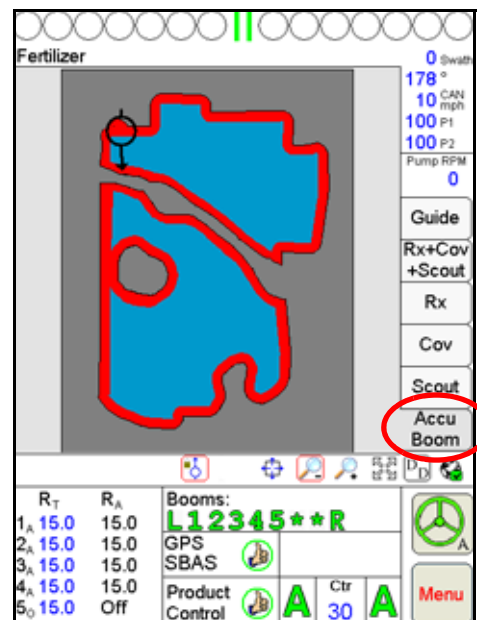 Fertilizer
0 Swath
178 °
10 CAN mph
100 P1
100 P2
Pump RPM
0
Guide
Rx+Cov
+Scout
Rx
Cov
Scout
Accu
Boom
DD
RT RA
1A 15.0 15.0
2A 15.0 15.0
3A 15.0 15.0
4A 15.0 15.0
5O 15.0 Off
Booms:
L12345**R
GPS
SBAS
Product
Control
A
Ctr
30
A
A
Menu